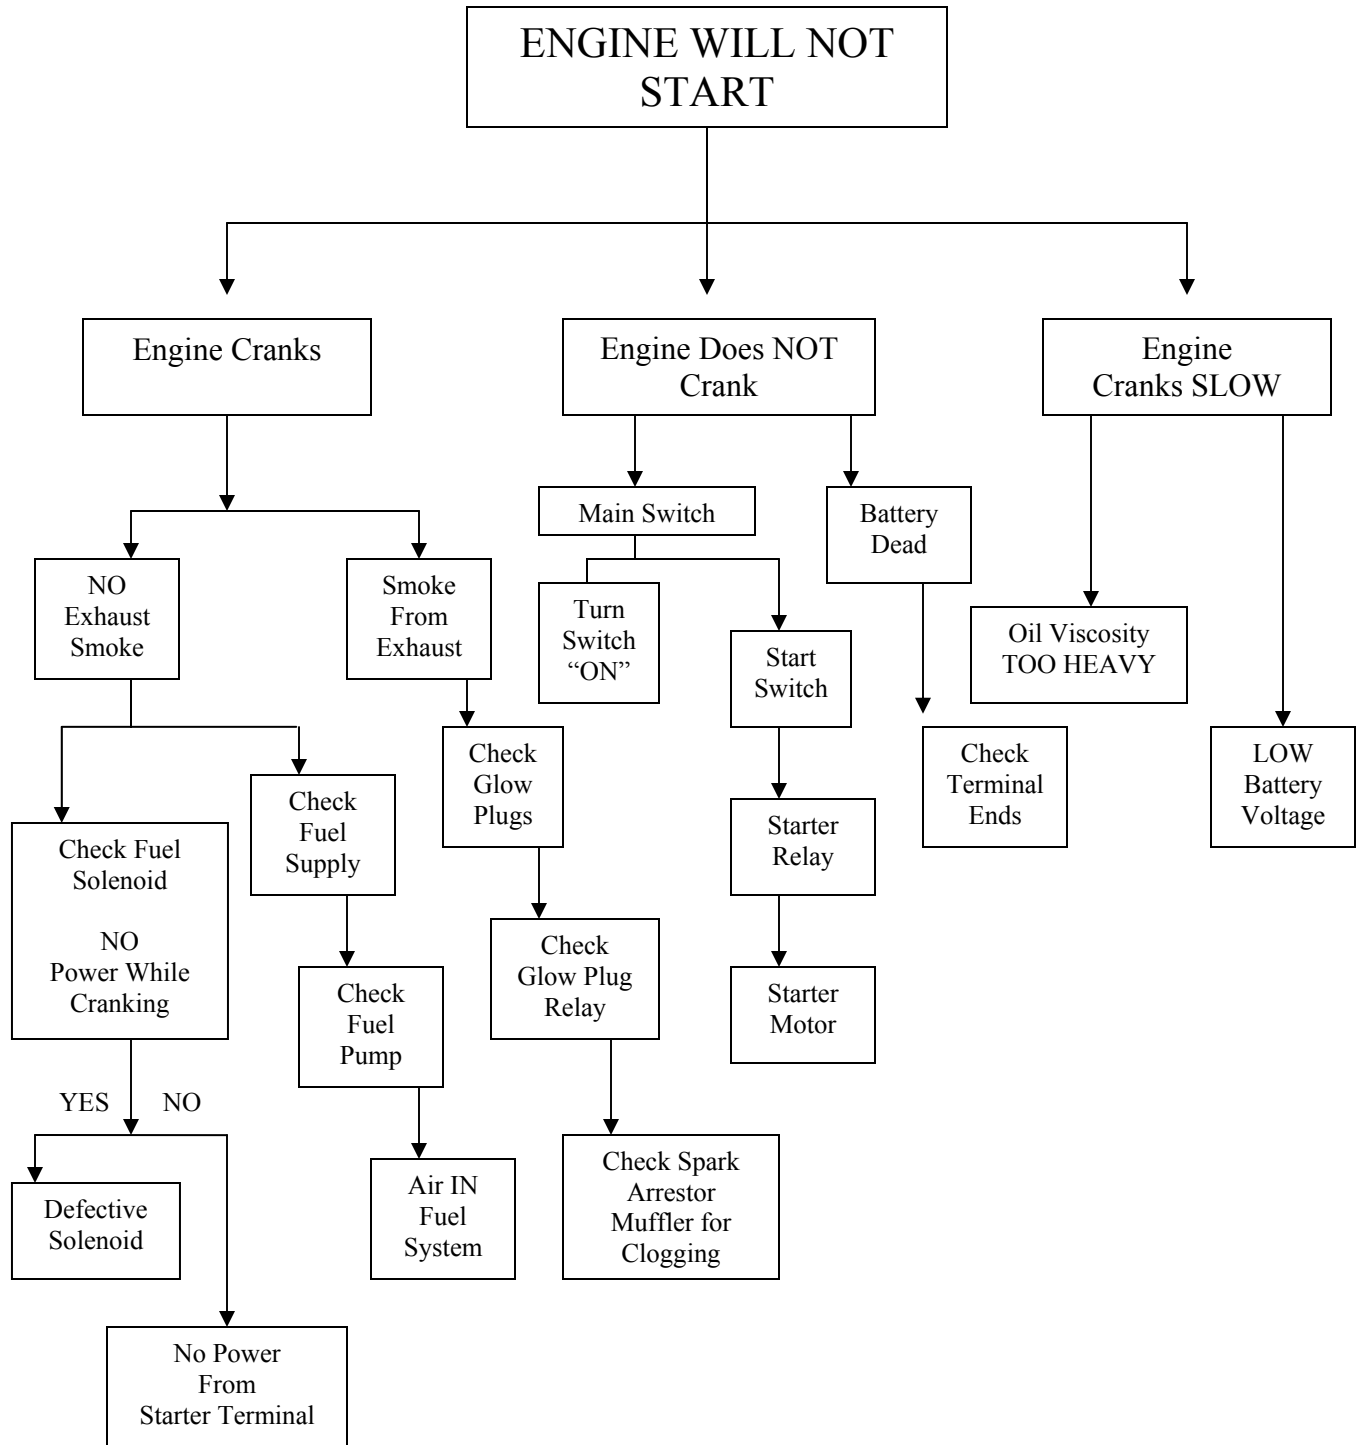 ENGINE WILL NOT
START
Engine Cranks
Engine Does NOT
Crank
Engine
Cranks SLOW
Main Switch
Battery
Dead
NO
Exhaust
Smoke
Smoke
From
Exhaust
Turn
Switch
“ON”
Start
Switch
Oil Viscosity
TOO HEAVY
Check
Glow
Plugs
Check
Terminal
Ends
LOW
Battery
Voltage
Check
Fuel
Supply
Starter
Relay
Check Fuel
Solenoid
NO
Power While
Cranking
Check
Glow Plug
Relay
Check
Fuel
Pump
Starter
Motor
YES NO
Check Spark
Arrestor
Muffler for
Clogging
Air IN
Fuel
System
Defective
Solenoid
No Power
From
Starter Terminal